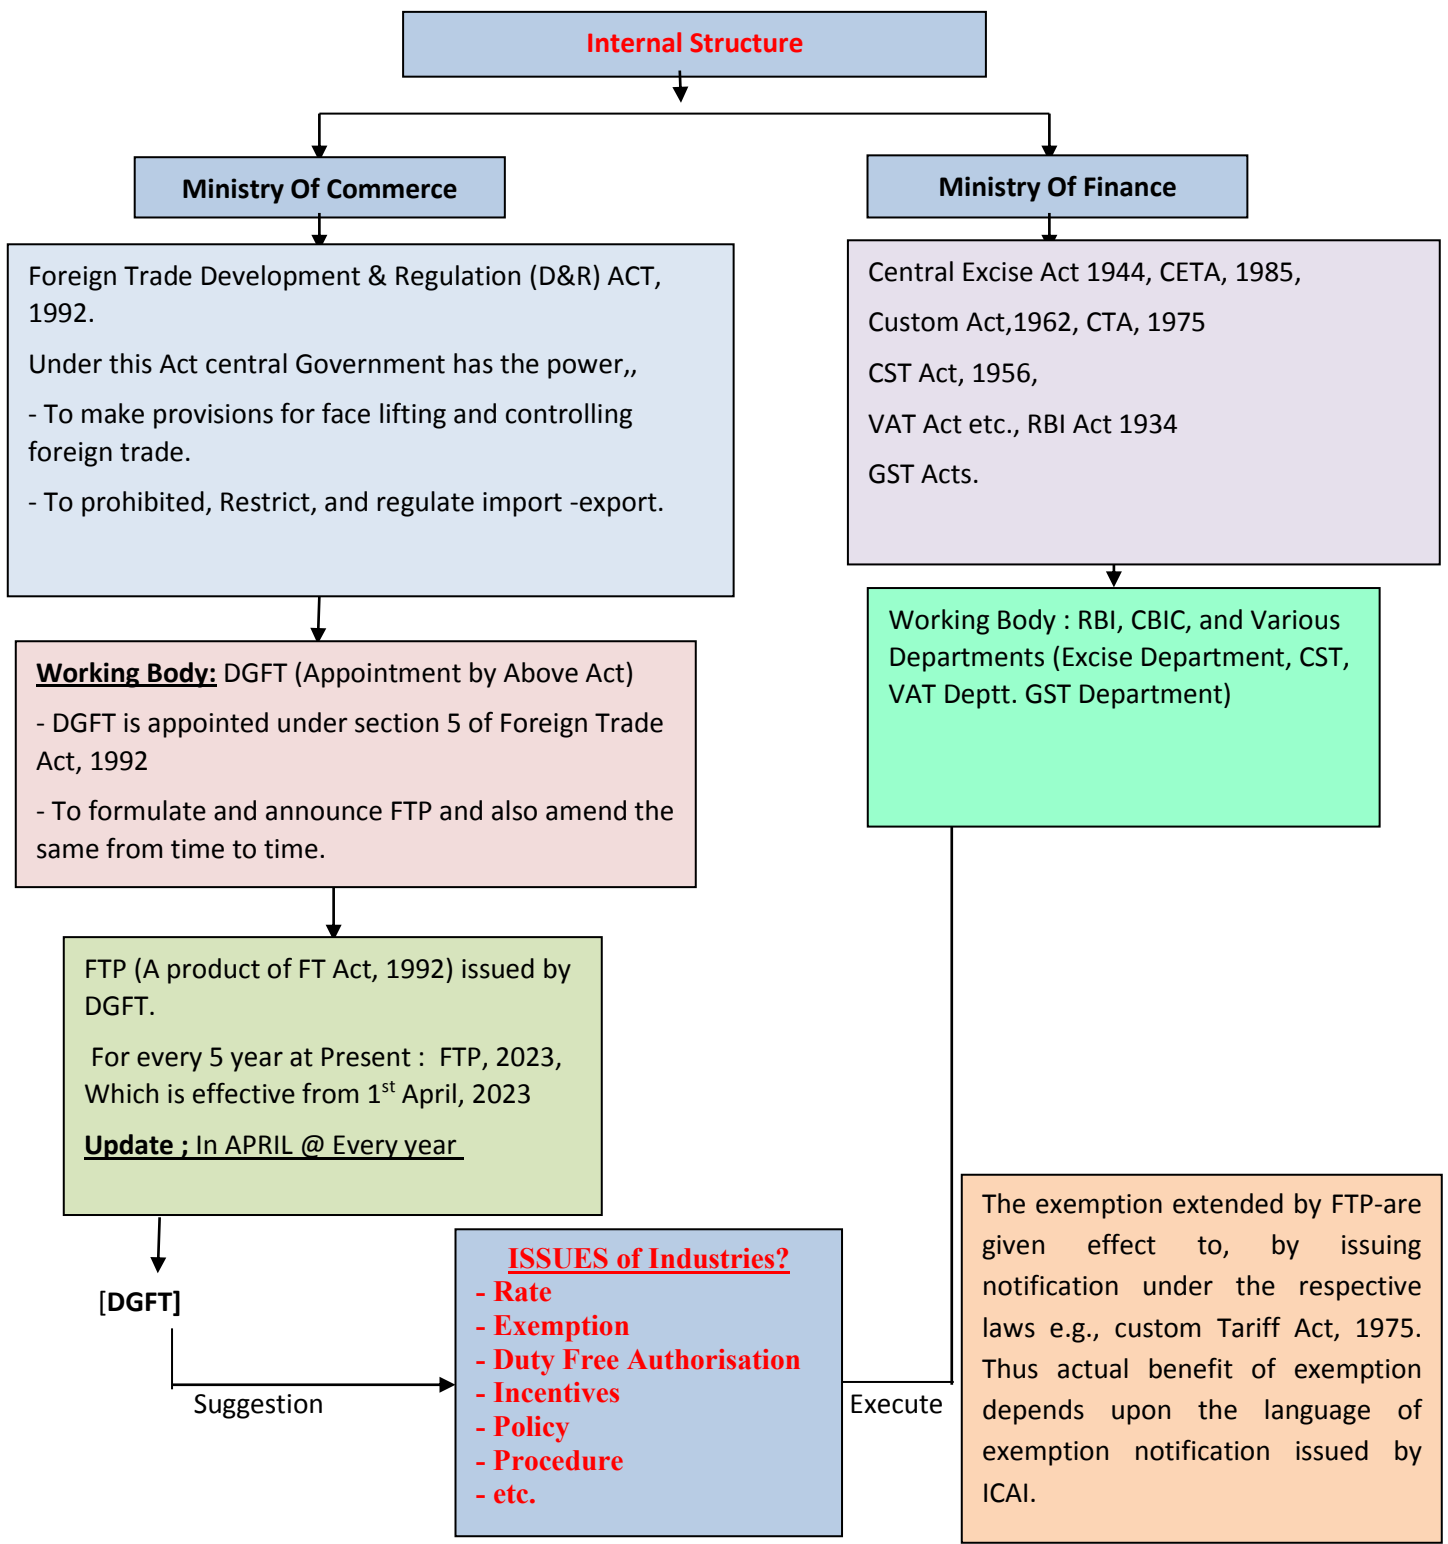 Internal Structure
Ministry Of Commerce
Foreign Trade Development & Regulation (D&R) ACT,
1992.
Under this Act central Government has the power,,
- To make provisions for face lifting and controlling
foreign trade.
- To prohibited, Restrict, and regulate import -export.
Working Body: DGFT (Appointment by Above Act)
- DGFT is appointed under section 5 of Foreign Trade
Act, 1992
- To formulate and announce FTP and also amend the
same from time to time.
FTP (A product of FT Act, 1992) issued by
DGFT.
For every 5 year at Present : FTP, 2023,
Which is effective from 1st April, 2023
Update ; In APRIL @ Every year
[DGFT]
Suggestion
Ministry Of Finance
Central Excise Act 1944, CETA, 1985,
Custom Act,1962, CTA, 1975
CST Act, 1956,
VAT Act etc., RBI Act 1934
GST Acts.
Working Body : RBI, CBIC, and Various
Departments (Excise Department, CST,
VAT Deptt. GST Department)
ISSUES of Industries?
- Rate
- Exemption
- Duty Free Authorisation
- Incentives
- Policy
- Procedure
- etc.
Execute
The exemption extended by FTP-are
given effect to, by issuing
notification under the respective
laws e.g., custom Tariff Act, 1975.
Thus actual benefit of exemption
depends upon the language of
exemption notification issued by
ICAI.